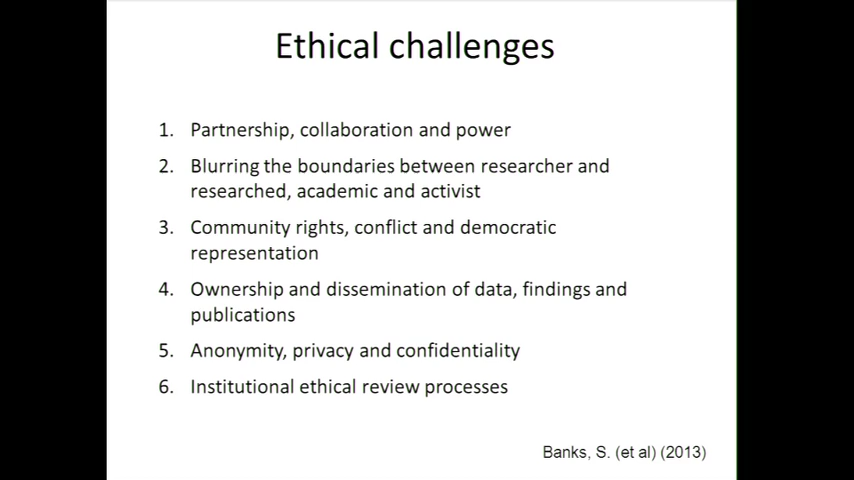 Ethical challenges
1. Partnership, collaboration and power
2. Blurring the boundaries between researcher and
researched, academic and activist
3. Community rights, conflict and democratic
representation
4. Ownership and dissemination of data, findings and
publications
5. Anonymity, privacy and confidentiality
6. Institutional ethical review processes
Banks, S. (et al) (2013)